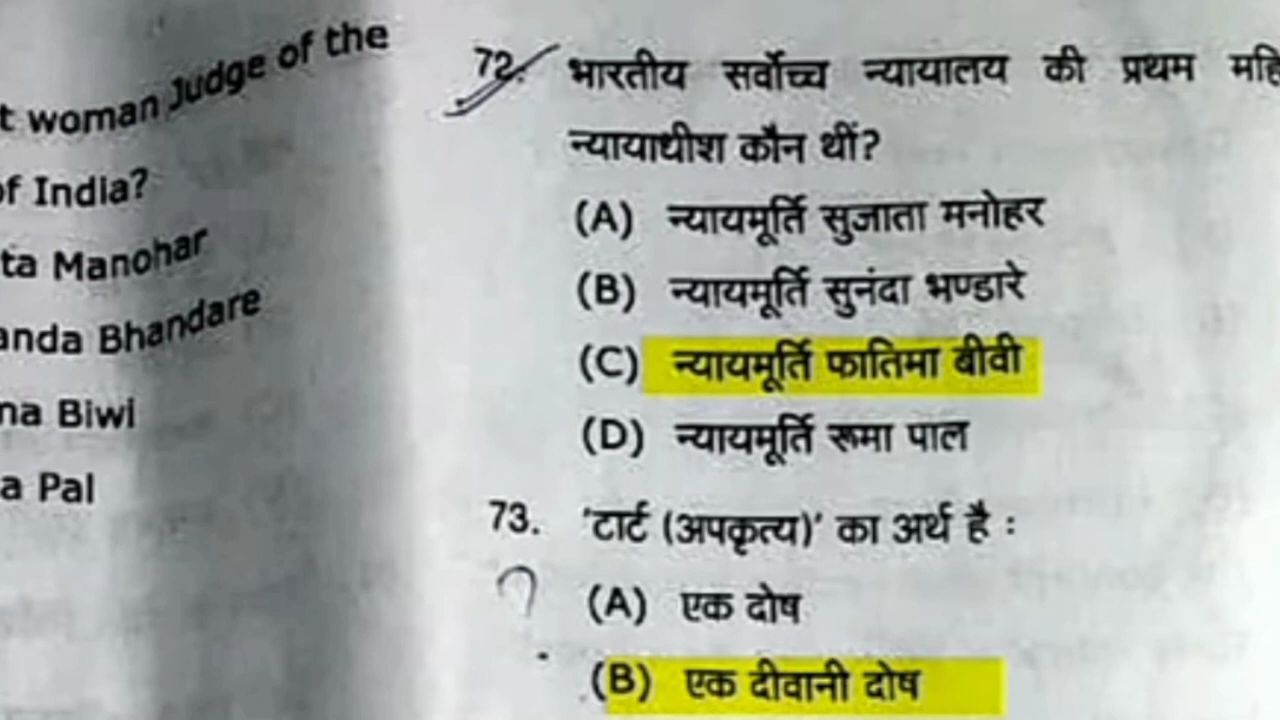 t woman Judge of the
of India?
ta Manohar
anda Bhandare
na Biwi
a Pal
72. भारतीय सर्वोच्च न्यायालय की प्रथम महि
न्यायाधीश कौन थीं?
(A) न्यायमूर्ति सुजाता मनोहर
(B) न्यायमूर्ति सुनंदा भण्डारे
(C) न्यायमूर्ति फातिमा बीवी
(D) न्यायमूर्ति रूमा पाल
73. 'टार्ट (अपकृत्य)' का अर्थ है :
(A) एक दोष
(B) एक दीवानी दोष